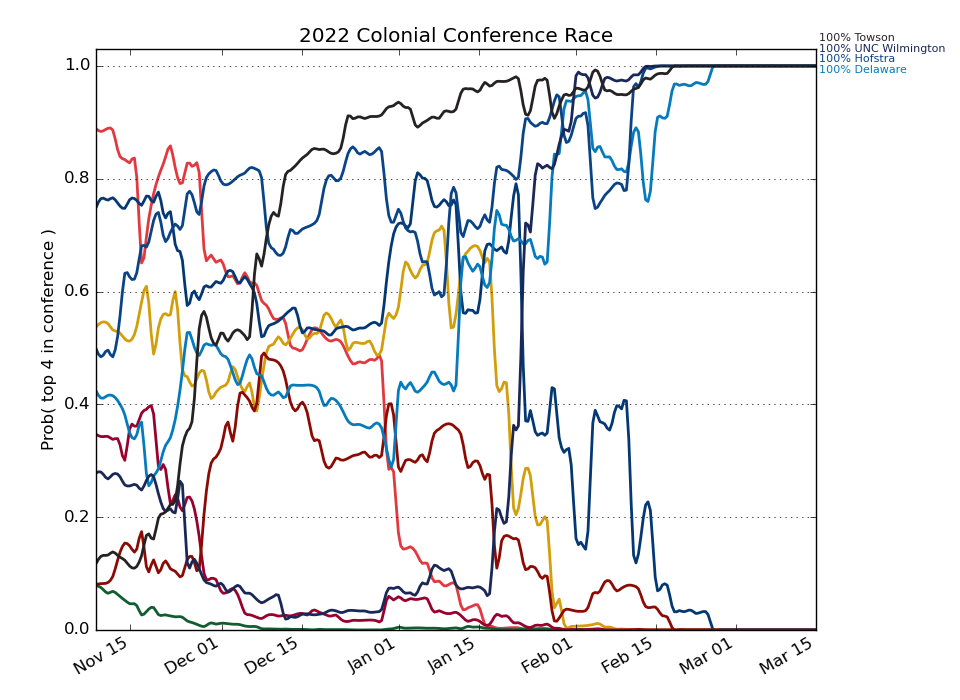 2022 Colonial Conference Race
100% Towson
100% UNC Wilmington
100% Hofstra
100% Delaware
Prob( top 4 in conference )
1.0
0.8
0.6
0.4
0.2
0.0
Nov 15
Dec 01
Dec 15
Jan 01
Jan 15
Feb 01
Feb 15
Mar 01
Mar 15